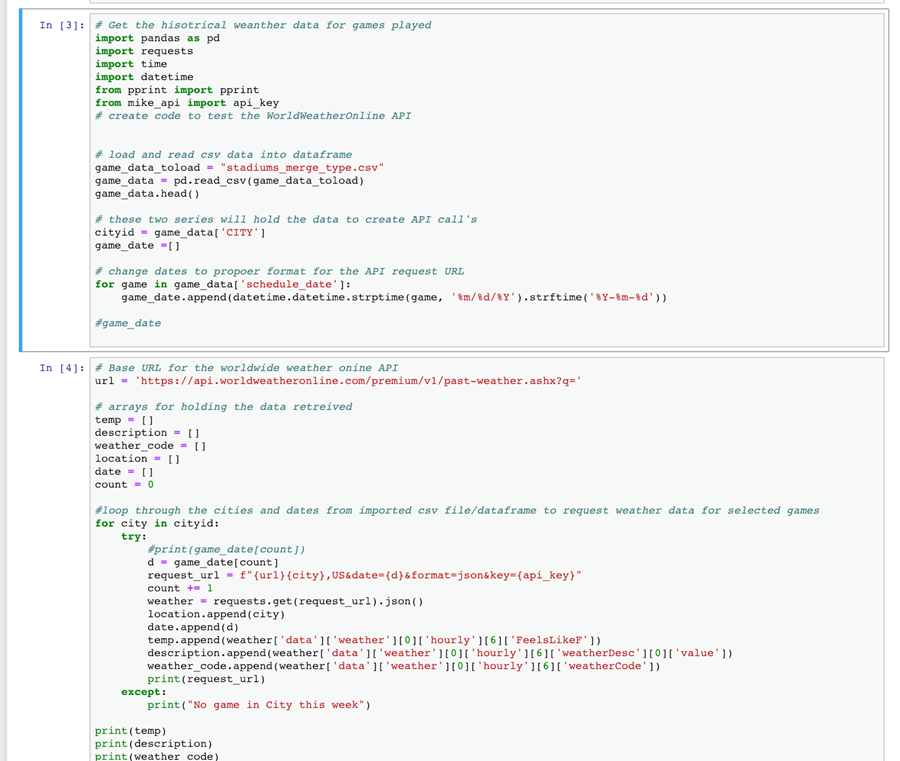 In [3]:
# Get the hisotrical weanther data for games played
import pandas as pd
import requests
import time
import datetime
from pprint import pprint
from mike_api import api_key
# create code to test the WorldWeatherOnline API
# load and read csv data into dataframe
game_data_toload = "stadiums_merge_type.csv"
game_data = pd.read_csv(game_data_toload)
game_data.head()
# these two series will hold the data to create API call's
cityid = game_data['CITY']
game_date =[]
# change dates to propoer format for the API request URL
for game in game_data['schedule_date']:
    game_date.append(datetime.datetime.strptime(game, '%m/%d/%Y').strftime('%Y-%m-%d'))
#game_date
In [4]:
# Base URL for the worldwide weather onine API
url = 'https://api.worldweatheronline.com/premium/v1/past-weather.ashx?q='
# arrays for holding the data retreived
temp = []
description = []
weather_code = []
location = []
date = []
count = 0
#loop through the cities and dates from imported csv file/dataframe to request weather data for selected games
for city in cityid:
    try:
        #print(game_date[count])
        d = game_date[count]
        request_url = f"{url}{city},US&date={d}&format=json&key={api_key}"
        count += 1
        weather = requests.get(request_url).json()
        location.append(city)
        date.append(d)
        temp.append(weather['data']['weather'][0]['hourly'][6]['FeelsLikeF'])
        description.append(weather['data']['weather'][0]['hourly'][6]['weatherDesc'][0]['value'])
        weather_code.append(weather['data']['weather'][0]['hourly'][6]['weatherCode'])
        print(request_url)
    except:
        print("No game in City this week")
print(temp)
print(description)
print(weather_code)